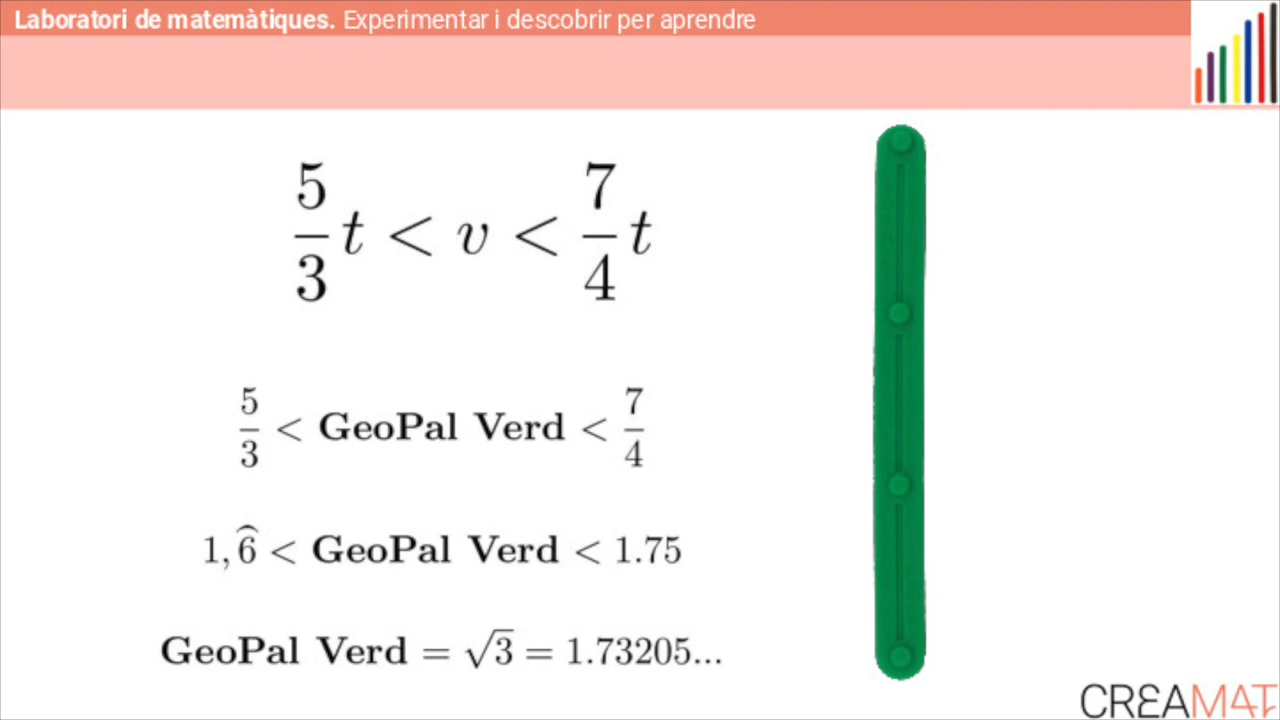 Laboratori de matemàtiques. Experimentar i descobrir per aprendre
5/3 t < v < 7/4 t
5/3 < GeoPal Verd < 7/4
1,6͡ < GeoPal Verd < 1.75
GeoPal Verd = √3 = 1.73205...
CREAMAT